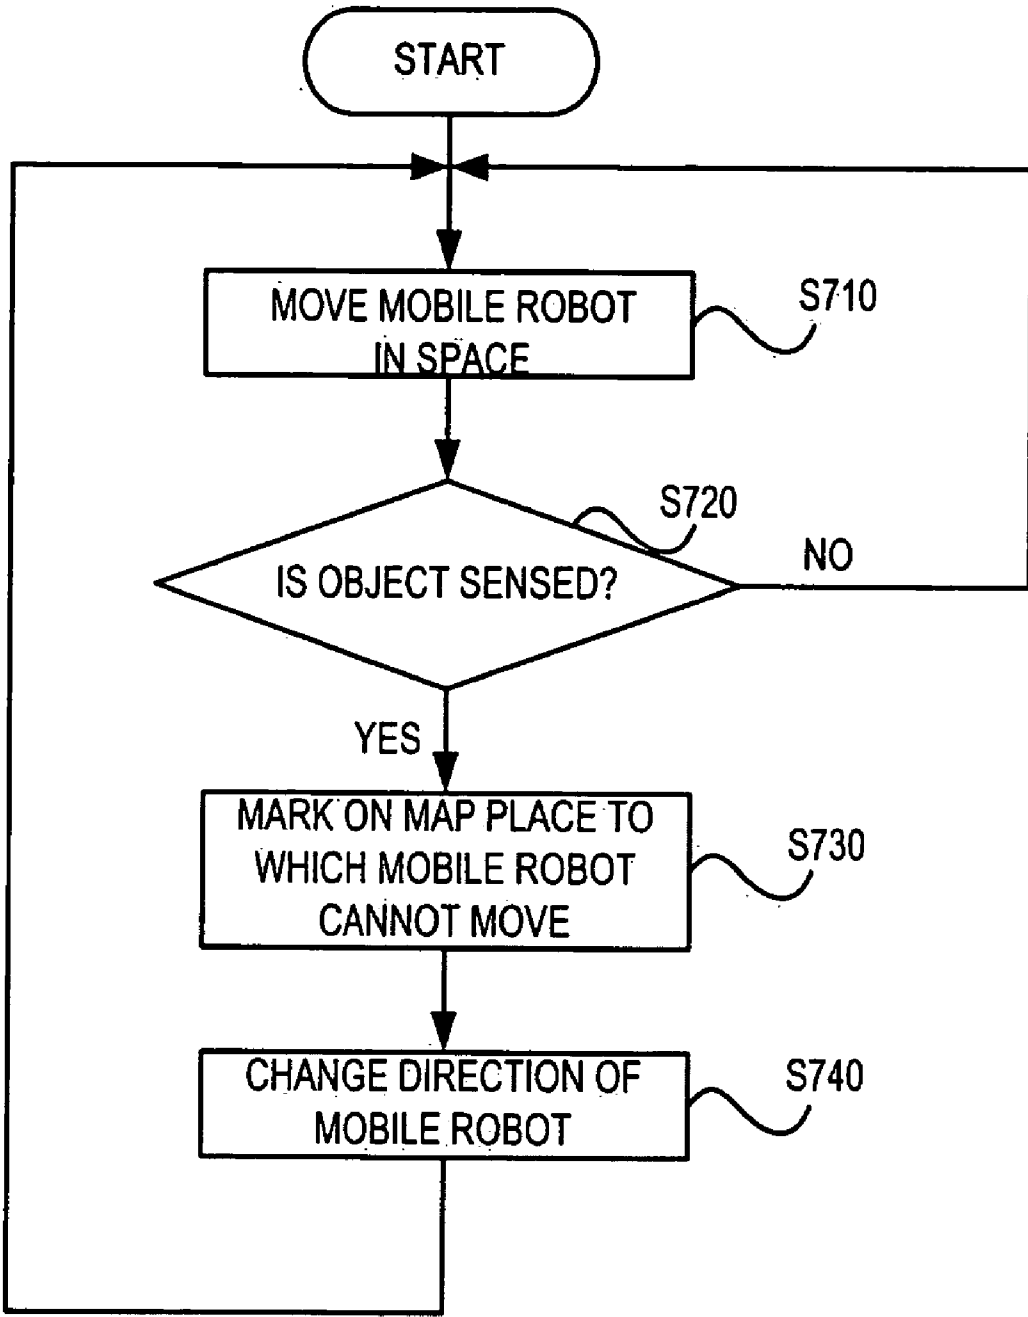 START
MOVE MOBILE ROBOT
IN SPACE
S710
S720
IS OBJECT SENSED?
NO
YES
MARK ON MAP PLACE TO
WHICH MOBILE ROBOT
CANNOT MOVE
S730
CHANGE DIRECTION OF
MOBILE ROBOT
S740